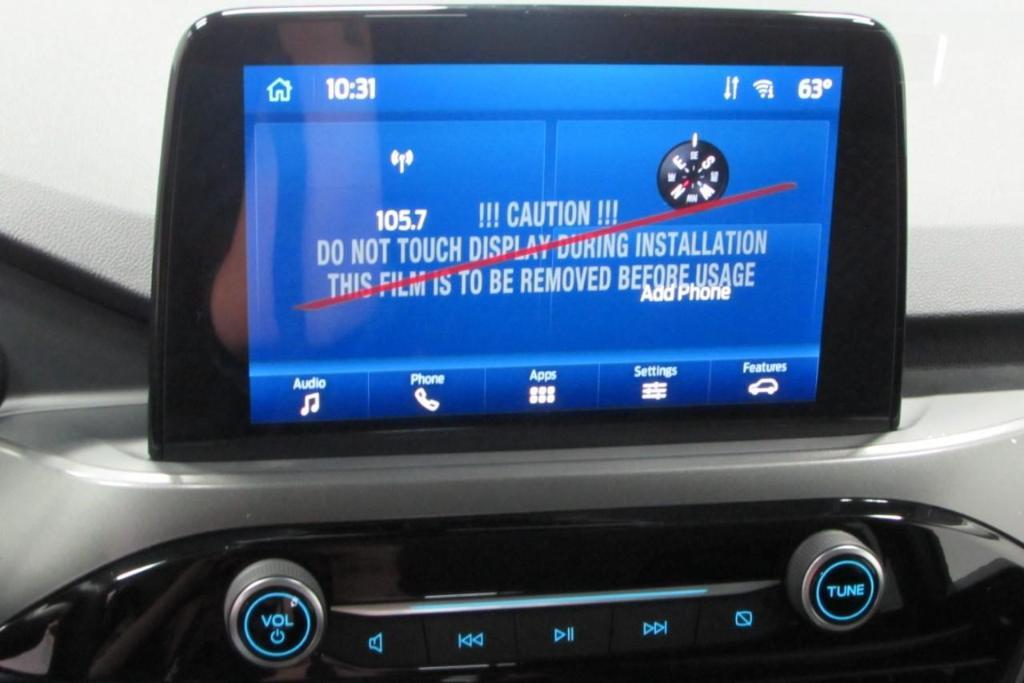 10:31
63°
105.7
!!! CAUTION !!!
DO NOT TOUCH DISPLAY DURING INSTALLATION
THIS FILM IS TO BE REMOVED BEFORE USAGE
Add Phone
Audio
Phone
Apps
Settings
Features
VOL
TUNE